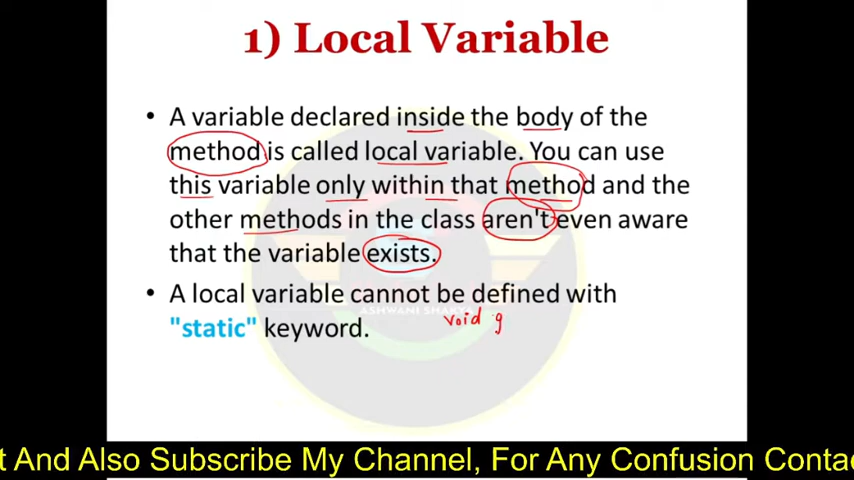 1) Local Variable
• A variable declared inside the body of the
method is called local variable. You can use
this variable only within that method and the
other methods in the class aren't even aware
that the variable exists.
• A local variable cannot be defined with
ASHWANI
"static" keyword.
void g
t And Also Subscribe My Channel, For Any Confusion Conta